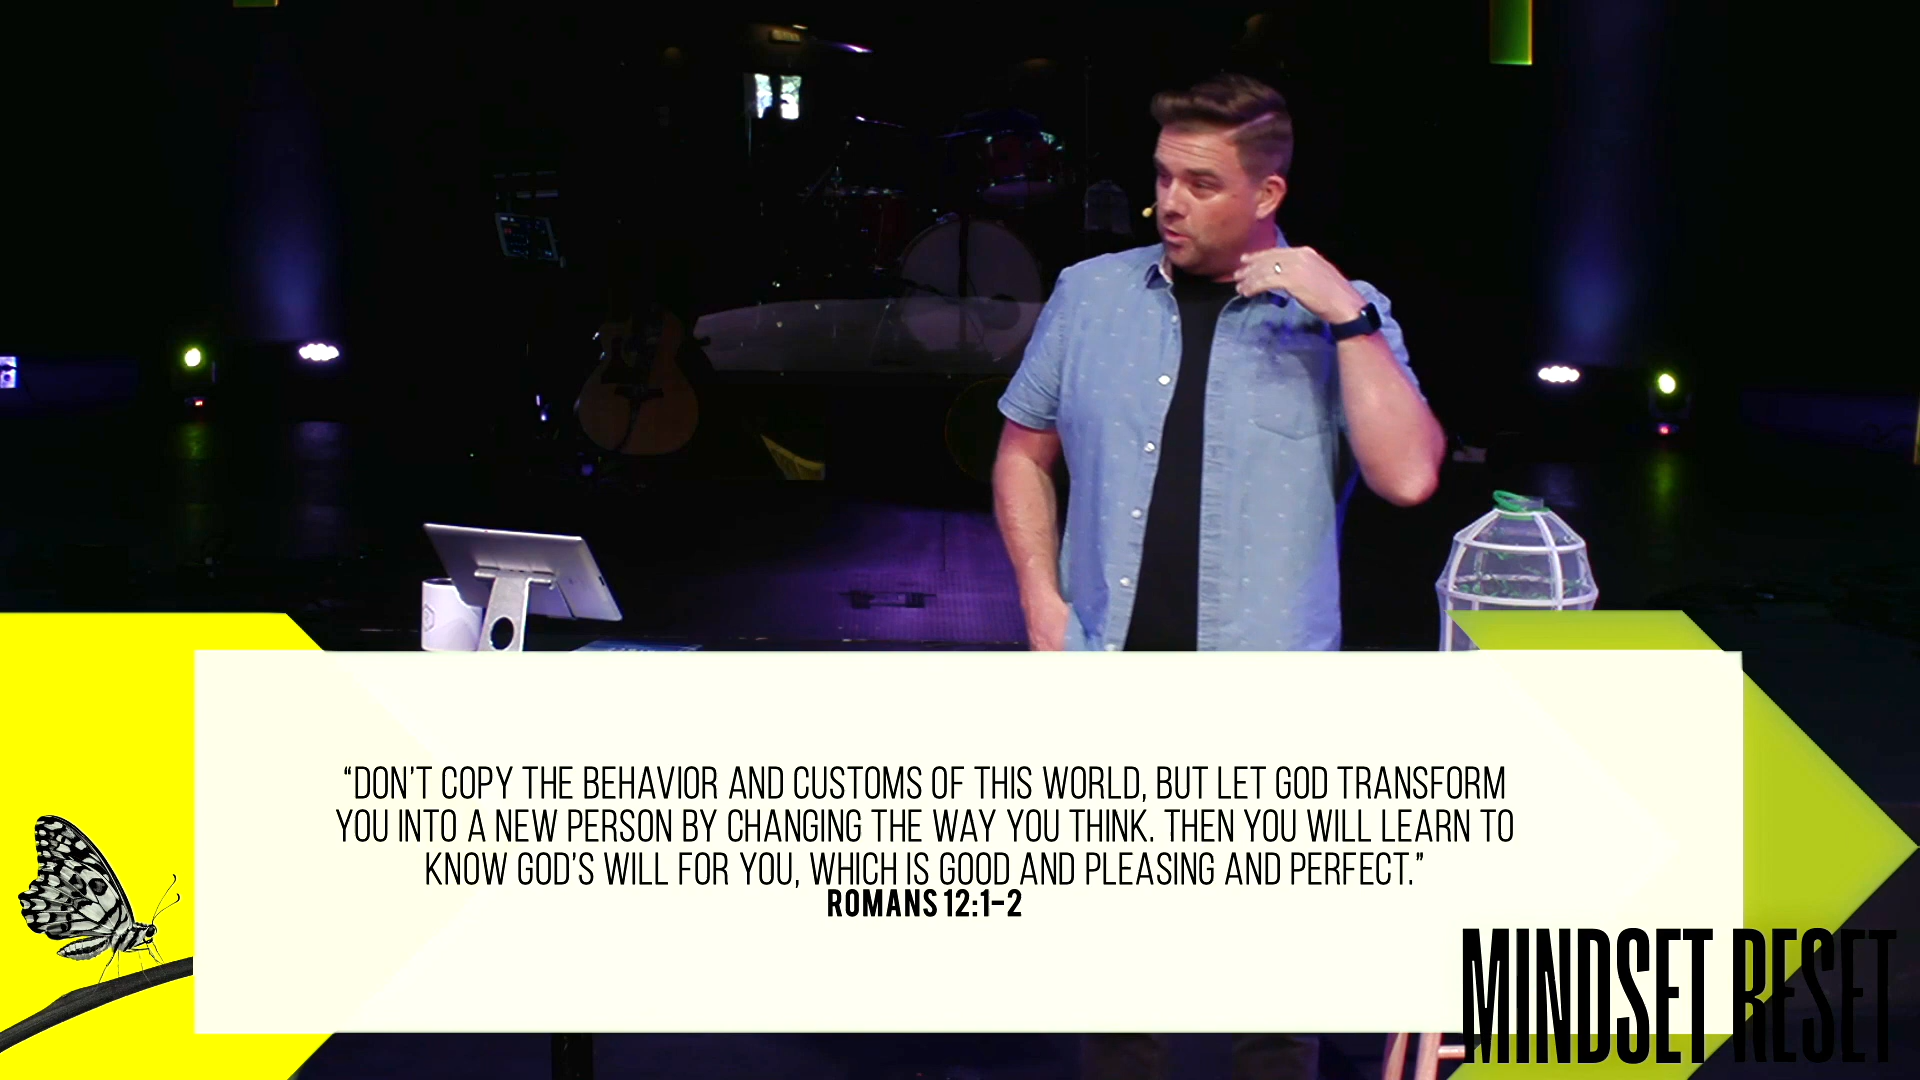 “DON’T COPY THE BEHAVIOR AND CUSTOMS OF THIS WORLD, BUT LET GOD TRANSFORM
YOU INTO A NEW PERSON BY CHANGING THE WAY YOU THINK. THEN YOU WILL LEARN TO
KNOW GOD’S WILL FOR YOU, WHICH IS GOOD AND PLEASING AND PERFECT.”
ROMANS 12:1-2
MINDSET RESET